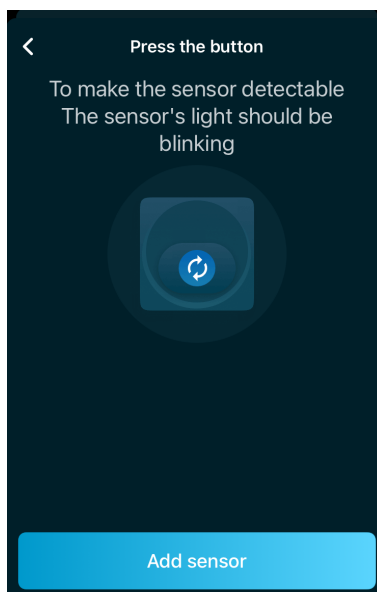 Press the button
To make the sensor detectable
The sensor's light should be
blinking
Add sensor